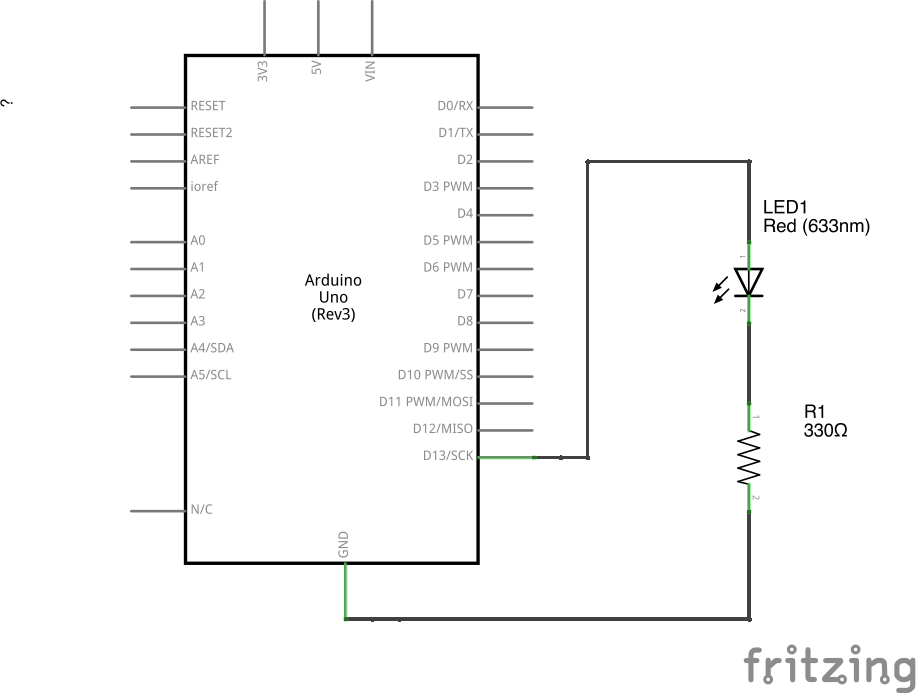 3V3
5V
VIN
?
RESET
RESET2
AREF
ioref
A0
A1
A2
A3
A4/SDA
A5/SCL
N/C
Arduino
Uno
(Rev3)
D0/RX
D1/TX
D2
D3 PWM
D4
D5 PWM
D6 PWM
D7
D8
D9 PWM
D10 PWM/SS
D11 PWM/MOSI
D12/MISO
D13/SCK
GND
LED1
Red (633nm)
1
2
R1
330Ω
1
2
fritzing